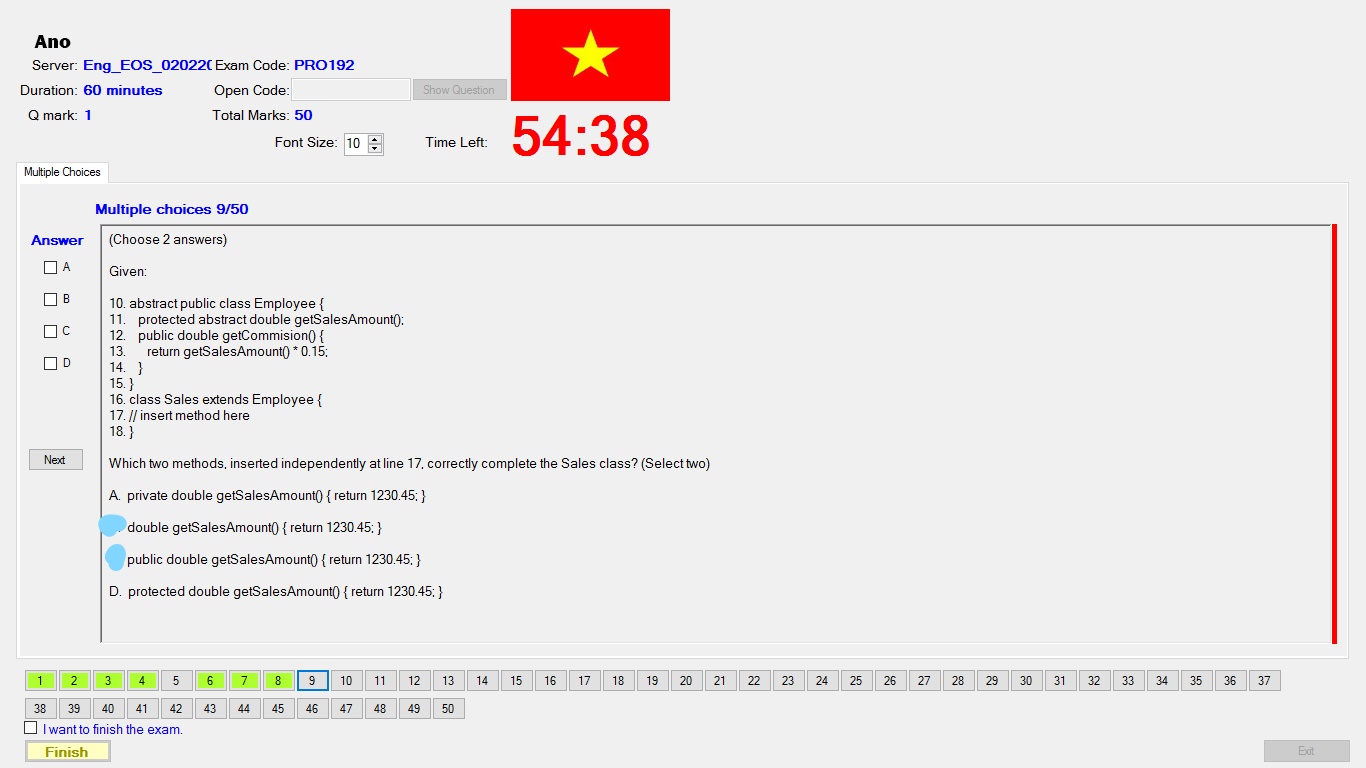 Ano
Server: Eng_EOS_020220 Exam Code: PRO192
Duration: 60 minutes Open Code: Show Question
Q mark: 1 Total Marks: 50
Font Size: 10 Time Left: 54:38
Multiple Choices
Multiple choices 9/50
Answer
A
B
C
D
Next
(Choose 2 answers)
Given:
10. abstract public class Employee {
11. protected abstract double getSalesAmount();
12. public double getCommision() {
13. return getSalesAmount() * 0.15;
14. }
15. }
16. class Sales extends Employee {
17. // insert method here
18. }
Which two methods, inserted independently at line 17, correctly complete the Sales class? (Select two)
A. private double getSalesAmount() { return 1230.45; }
double getSalesAmount() { return 1230.45; }
public double getSalesAmount() { return 1230.45; }
D. protected double getSalesAmount() { return 1230.45; }
1 2 3 4 5 6 7 8 9 10 11 12 13 14 15 16 17 18 19 20 21 22 23 24 25 26 27 28 29 30 31 32 33 34 35 36 37
38 39 40 41 42 43 44 45 46 47 48 49 50
I want to finish the exam.
Finish
Exit